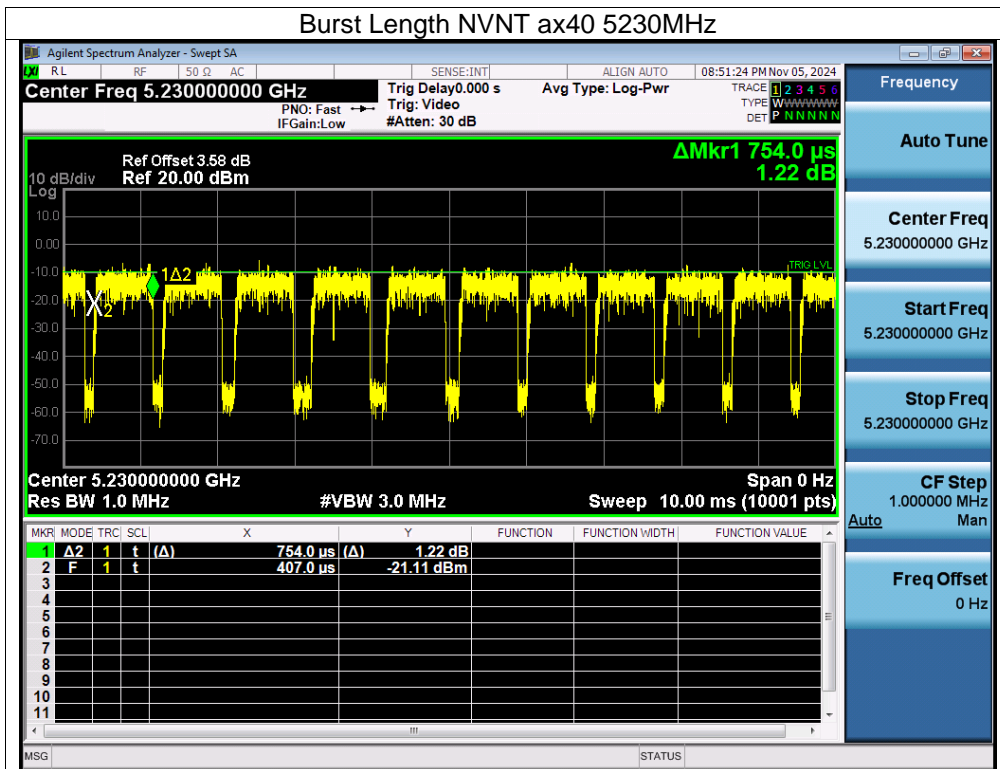 Burst Length NVNT ax40 5230MHz
Agilent Spectrum Analyzer - Swept SA
LXI RL RF 50 Ω AC SENSE:INT ALIGN AUTO 08:51:24 PM Nov 05, 2024
Center Freq 5.230000000 GHz
PNO: Fast
IFGain:Low
Trig Delay0.000 s
Trig: Video
#Atten: 30 dB
Avg Type: Log-Pwr
TRACE 1 2 3 4 5 6
TYPE WWWWWW
DET P N N N N N
Frequency
Auto Tune
Center Freq
5.230000000 GHz
Start Freq
5.230000000 GHz
Stop Freq
5.230000000 GHz
CF Step
1.000000 MHz
Auto Man
Freq Offset
0 Hz
ΔMkr1 754.0 µs
1.22 dB
Ref Offset 3.58 dB
10 dB/div Ref 20.00 dBm
Log
10.0
0.00
-10.0
-20.0
-30.0
-40.0
-50.0
-60.0
-70.0
1Δ2
X2
TRIG LVL
Center 5.230000000 GHz Span 0 Hz
Res BW 1.0 MHz #VBW 3.0 MHz Sweep 10.00 ms (10001 pts)
MKR MODE TRC SCL X Y FUNCTION FUNCTION WIDTH FUNCTION VALUE
1 Δ2 1 t (Δ) 754.0 µs (Δ) 1.22 dB
2 F 1 t 407.0 µs -21.11 dBm
3
4
5
6
7
8
9
10
11
MSG STATUS